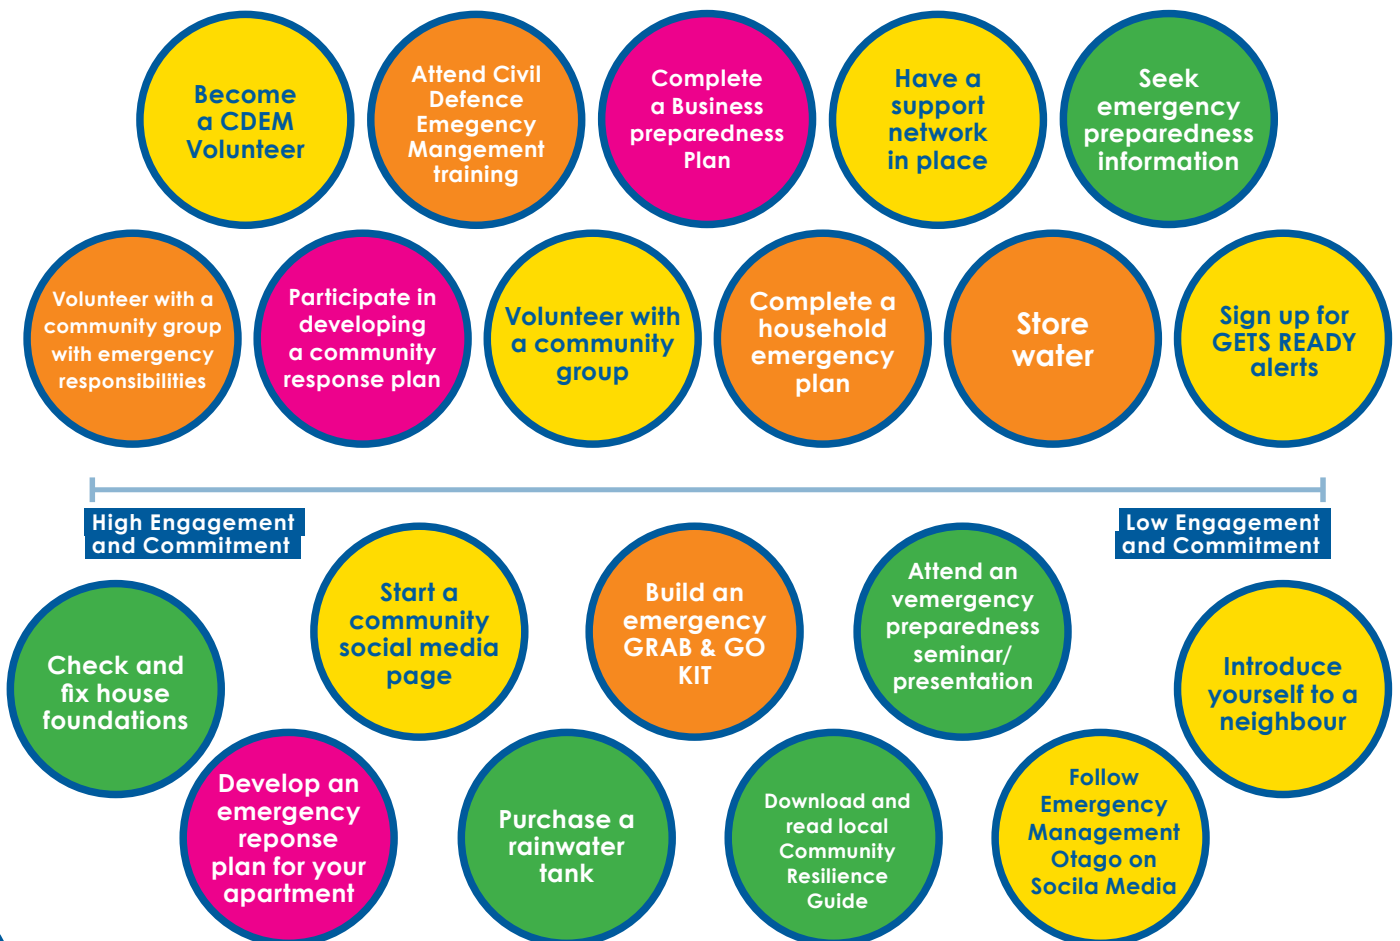 Become
a CDEM
Volunteer
Attend Civil
Defence
Emegency
Mangement
training
Complete
a Business
preparedness
Plan
Have a
support
network
in place
Seek
emergency
preparedness
information
Volunteer with a
community group
with emergency
responsibilities
Participate in
developing
a community
response plan
Volunteer with
a community
group
Complete a
household
emergency
plan
Store
water
Sign up for
GETS READY
alerts
High Engagement
and Commitment
Low Engagement
and Commitment
Check and
fix house
foundations
Start a
community
social media
page
Build an
emergency
GRAB & GO
KIT
Attend an
vemergency
preparedness
seminar/
presentation
Introduce
yourself to a
neighbour
Develop an
emergency
reponse
plan for your
apartment
Purchase a
rainwater
tank
Download and
read local
Community
Resilience
Guide
Follow
Emergency
Management
Otago on
Socila Media